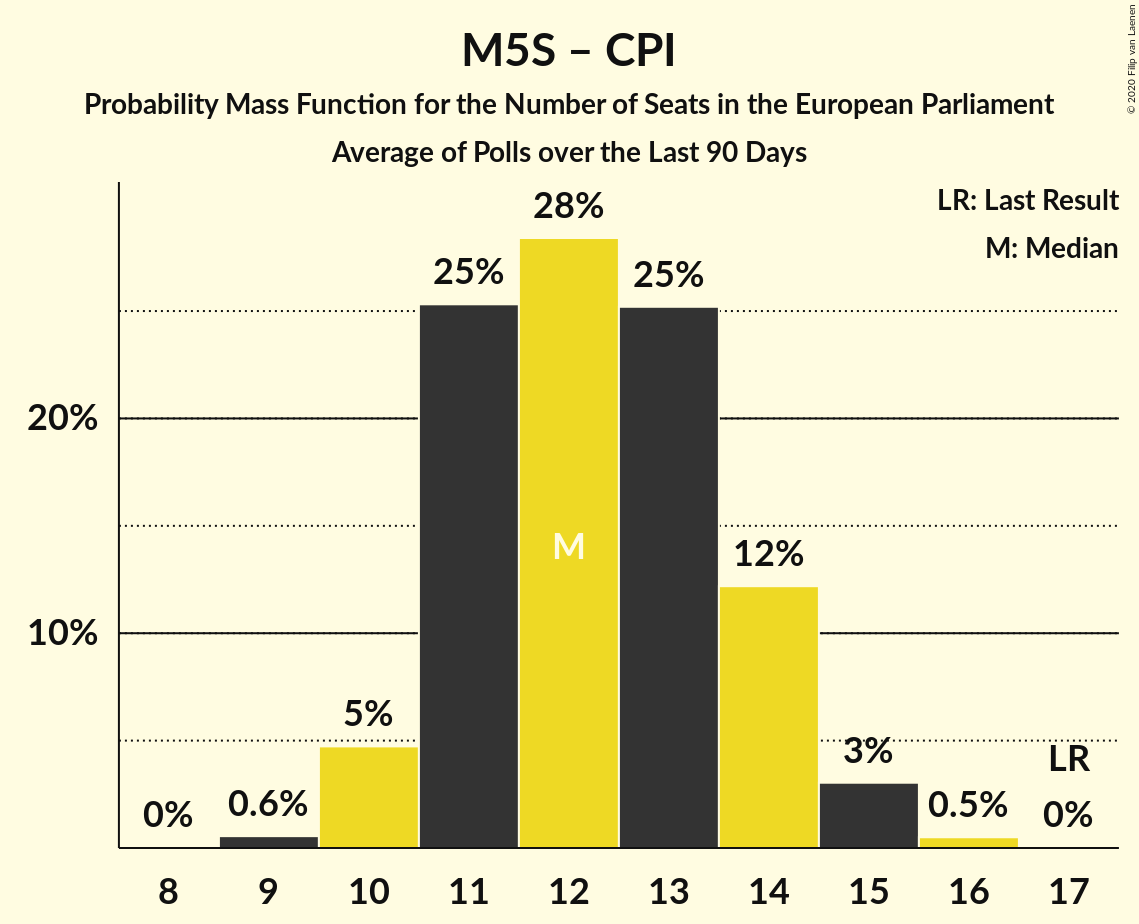 M5S – CPI
Probability Mass Function for the Number of Seats in the European Parliament
Average of Polls over the Last 90 Days
© 2020 Filip van Laenen
LR: Last Result
M: Median
28%
25%
25%
20%
M
12%
10%
5%
3%
LR
0%
0.6%
0.5%
0%
8 9 10 11 12 13 14 15 16 17